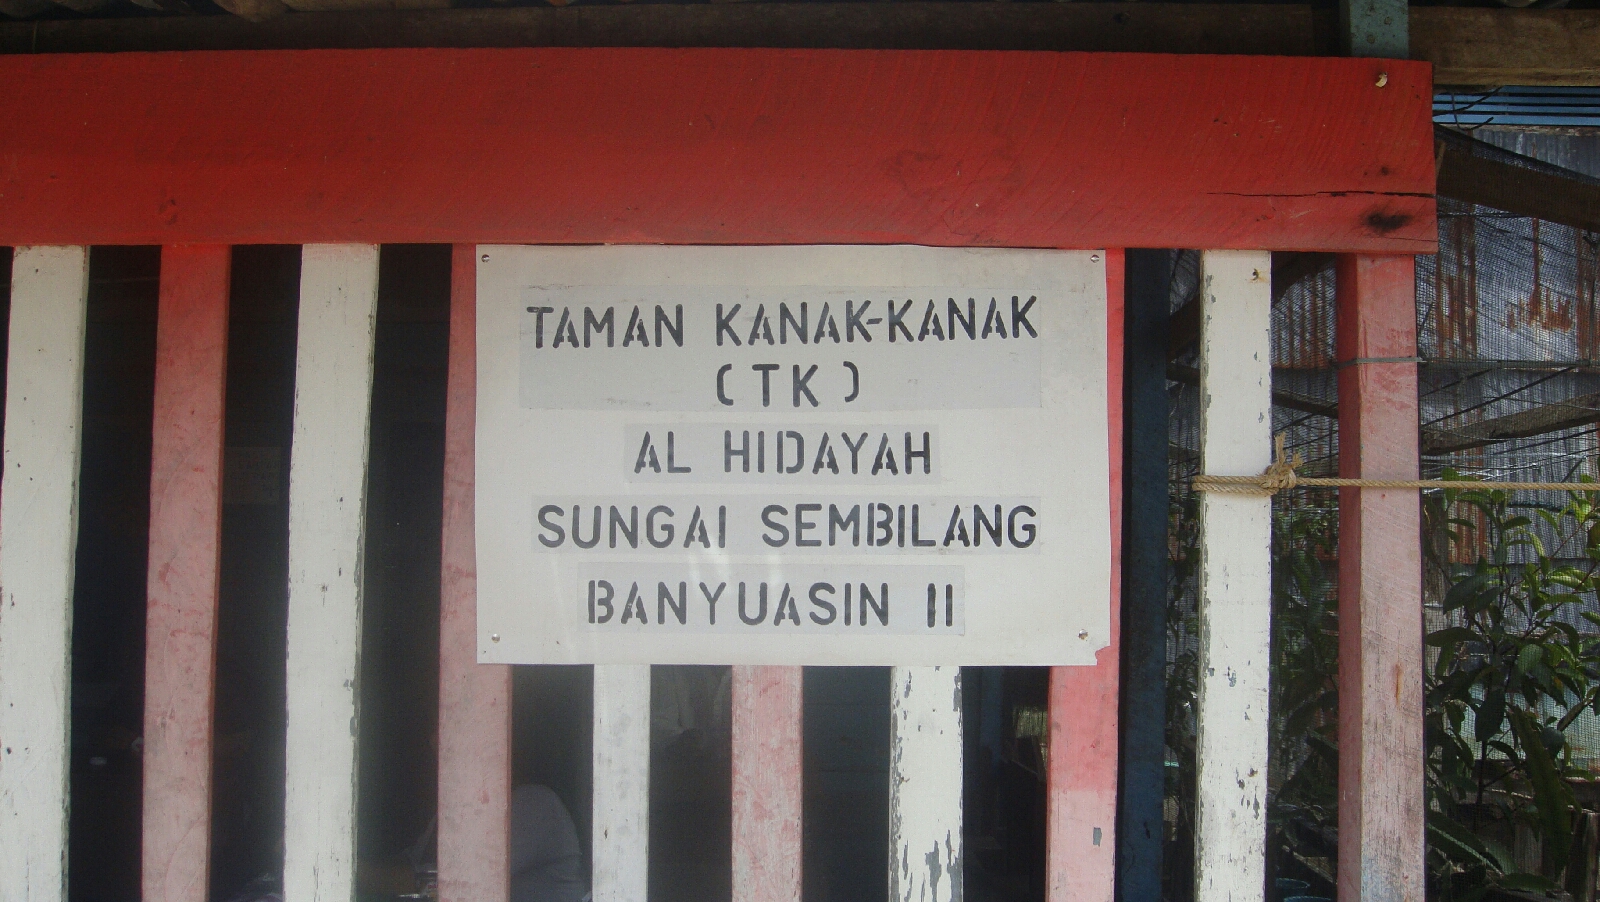 TAMAN KANAK-KANAK
(TK)
AL HIDAYAH
SUNGAI SEMBILANG
BANYUASIN II